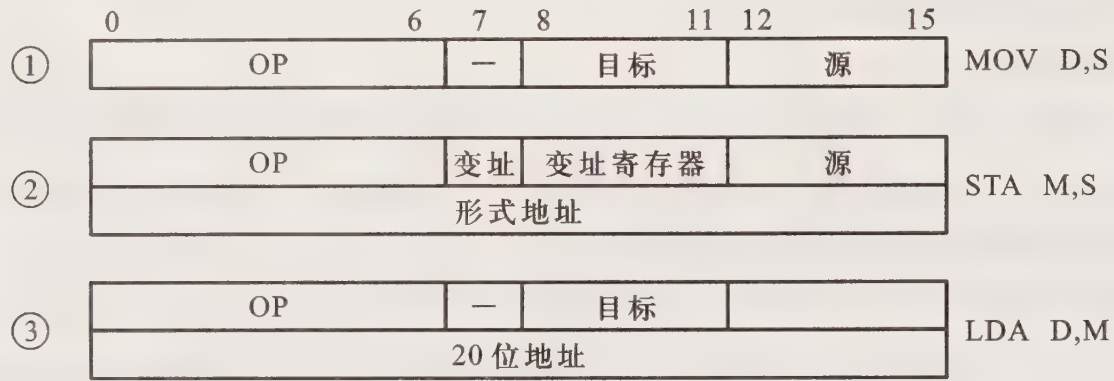 0 6 7 8 11 12 15
① OP — 目标 源 MOV D,S
② OP 变址 变址寄存器 源 STA M,S
形式地址
③ OP — 目标 LDA D,M
20位地址